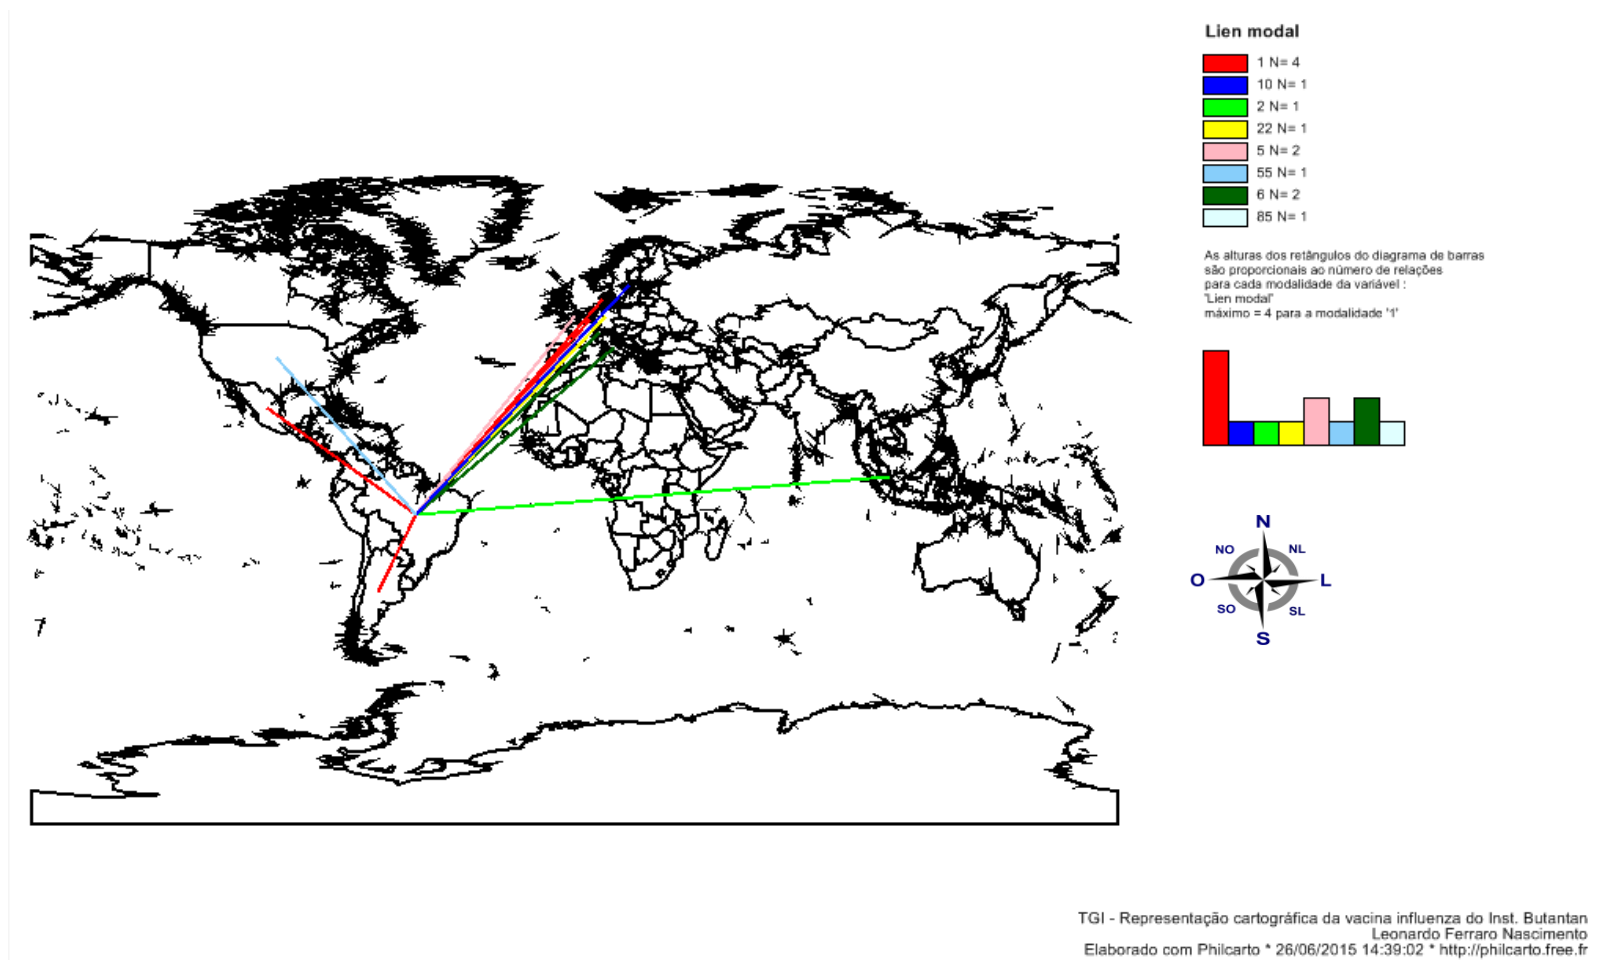 Lien modal
1 N= 4
10 N= 1
2 N= 1
22 N= 1
5 N= 2
55 N= 1
6 N= 2
85 N= 1
As alturas dos retângulos do diagrama de barras
são proporcionais ao número de relações
para cada modalidade da variável :
'Lien modal'
máximo = 4 para a modalidade '1'
N
NO NL
O L
SO SL
S
TGI - Representação cartográfica da vacina influenza do Inst. Butantan
Leonardo Ferraro Nascimento
Elaborado com Philcarto * 26/06/2015 14:39:02 * http://philcarto.free.fr